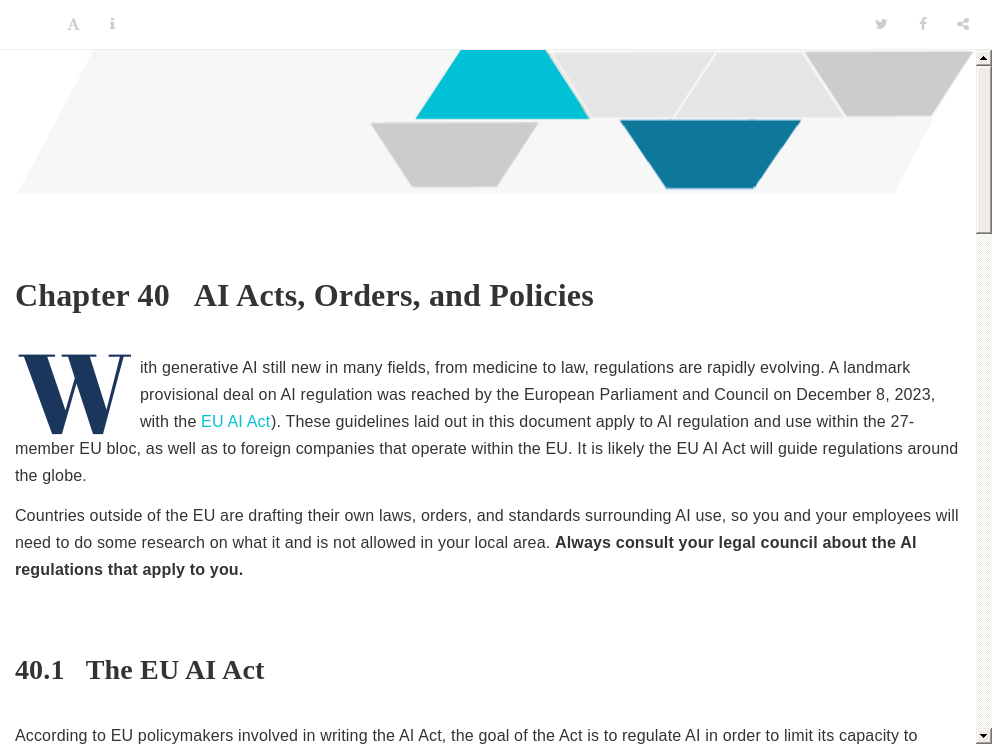 Chapter 40 AI Acts, Orders, and Policies
With generative AI still new in many fields, from medicine to law, regulations are rapidly evolving. A landmark
provisional deal on AI regulation was reached by the European Parliament and Council on December 8, 2023,
with the EU AI Act). These guidelines laid out in this document apply to AI regulation and use within the 27-
member EU bloc, as well as to foreign companies that operate within the EU. It is likely the EU AI Act will guide regulations around
the globe.
Countries outside of the EU are drafting their own laws, orders, and standards surrounding AI use, so you and your employees will
need to do some research on what it and is not allowed in your local area. Always consult your legal council about the AI
regulations that apply to you.
40.1 The EU AI Act
According to EU policymakers involved in writing the AI Act, the goal of the Act is to regulate AI in order to limit its capacity to